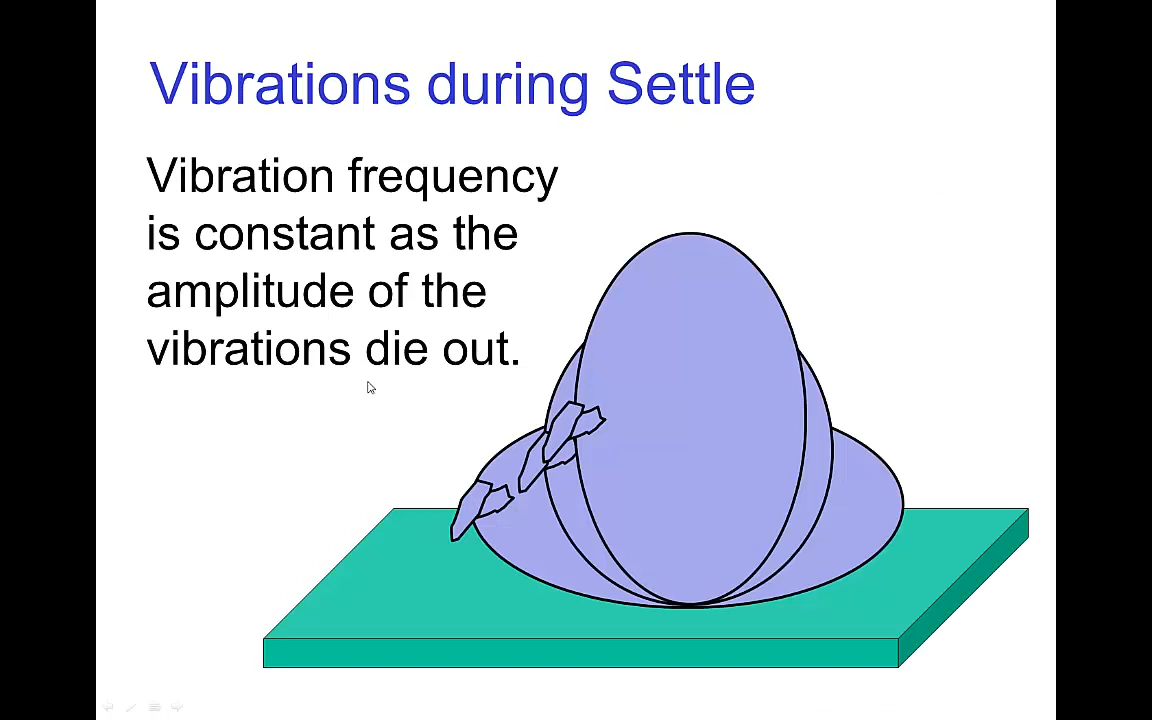 Vibrations during Settle
Vibration frequency
is constant as the
amplitude of the
vibrations die out.